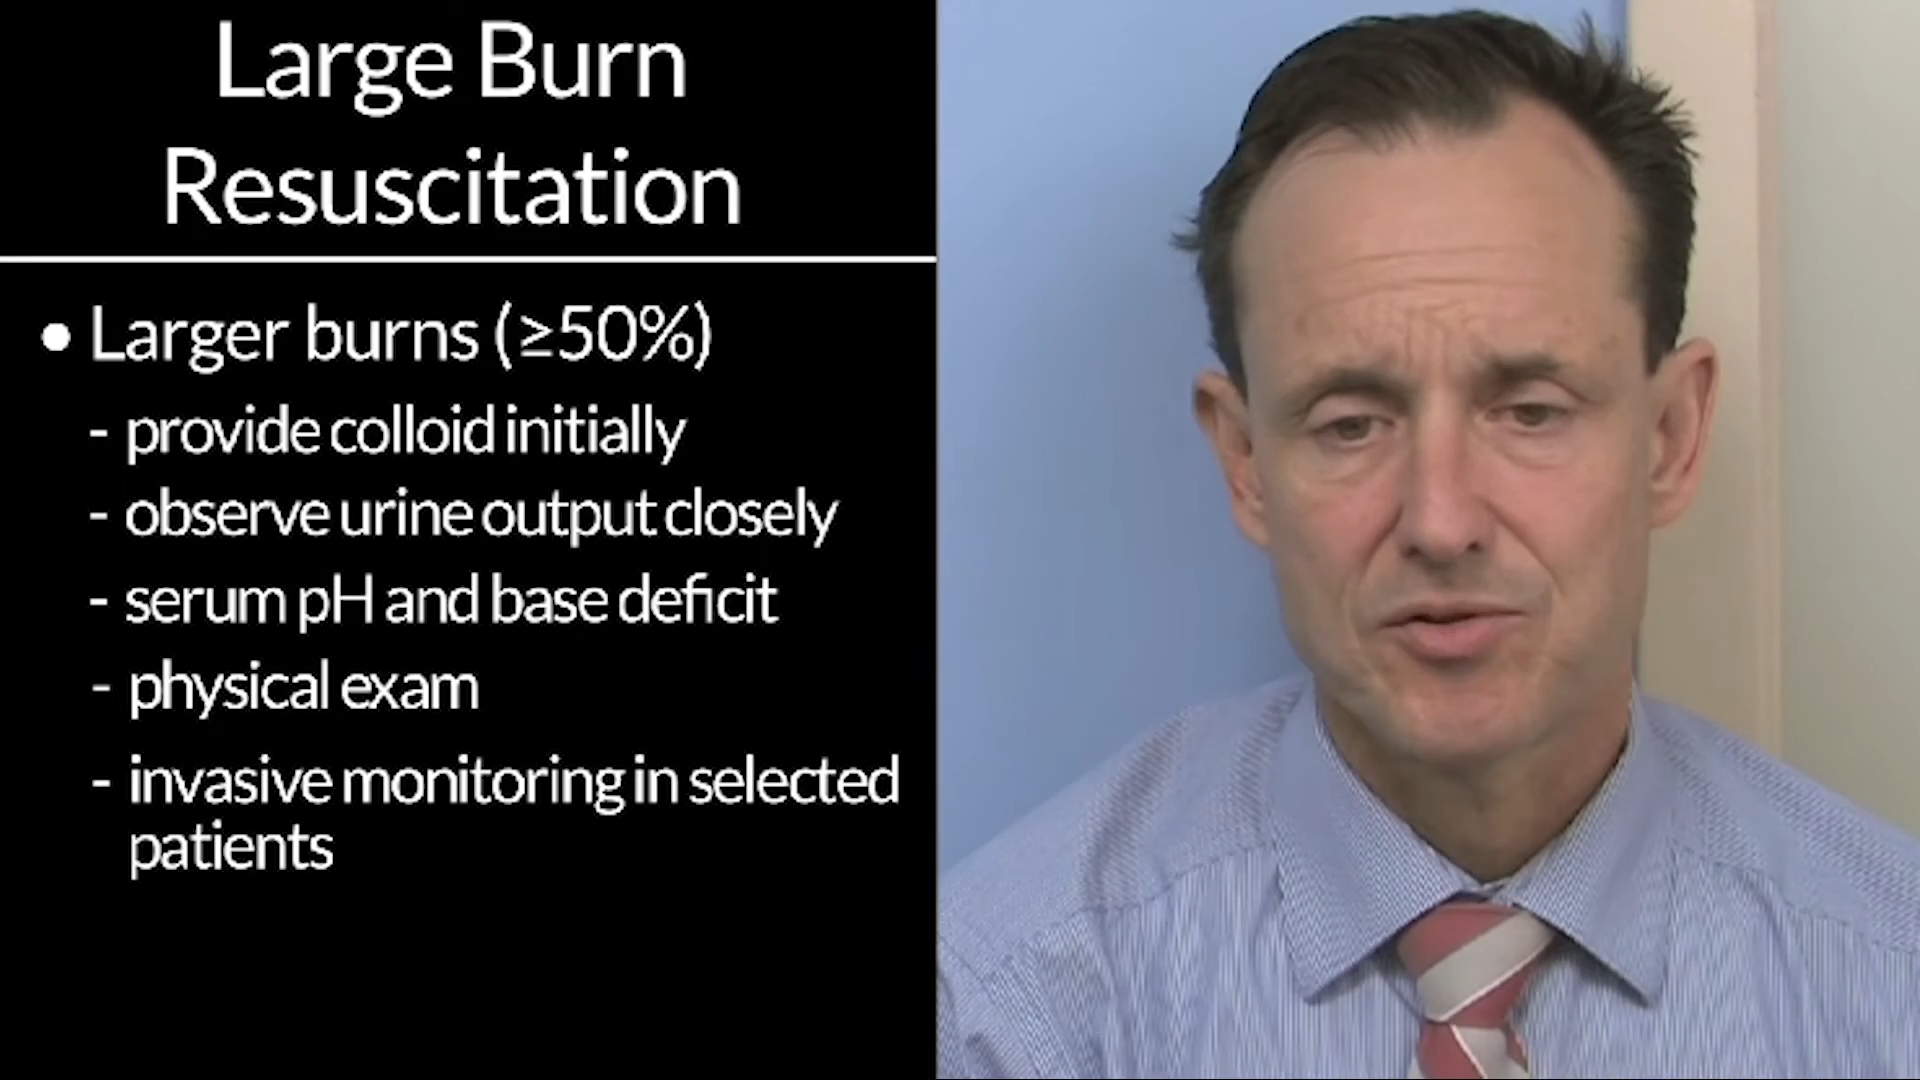 Large Burn
Resuscitation
• Larger burns (≥50%)
- provide colloid initially
- observe urine output closely
- serum pH and base deficit
- physical exam
- invasive monitoring in selected
patients